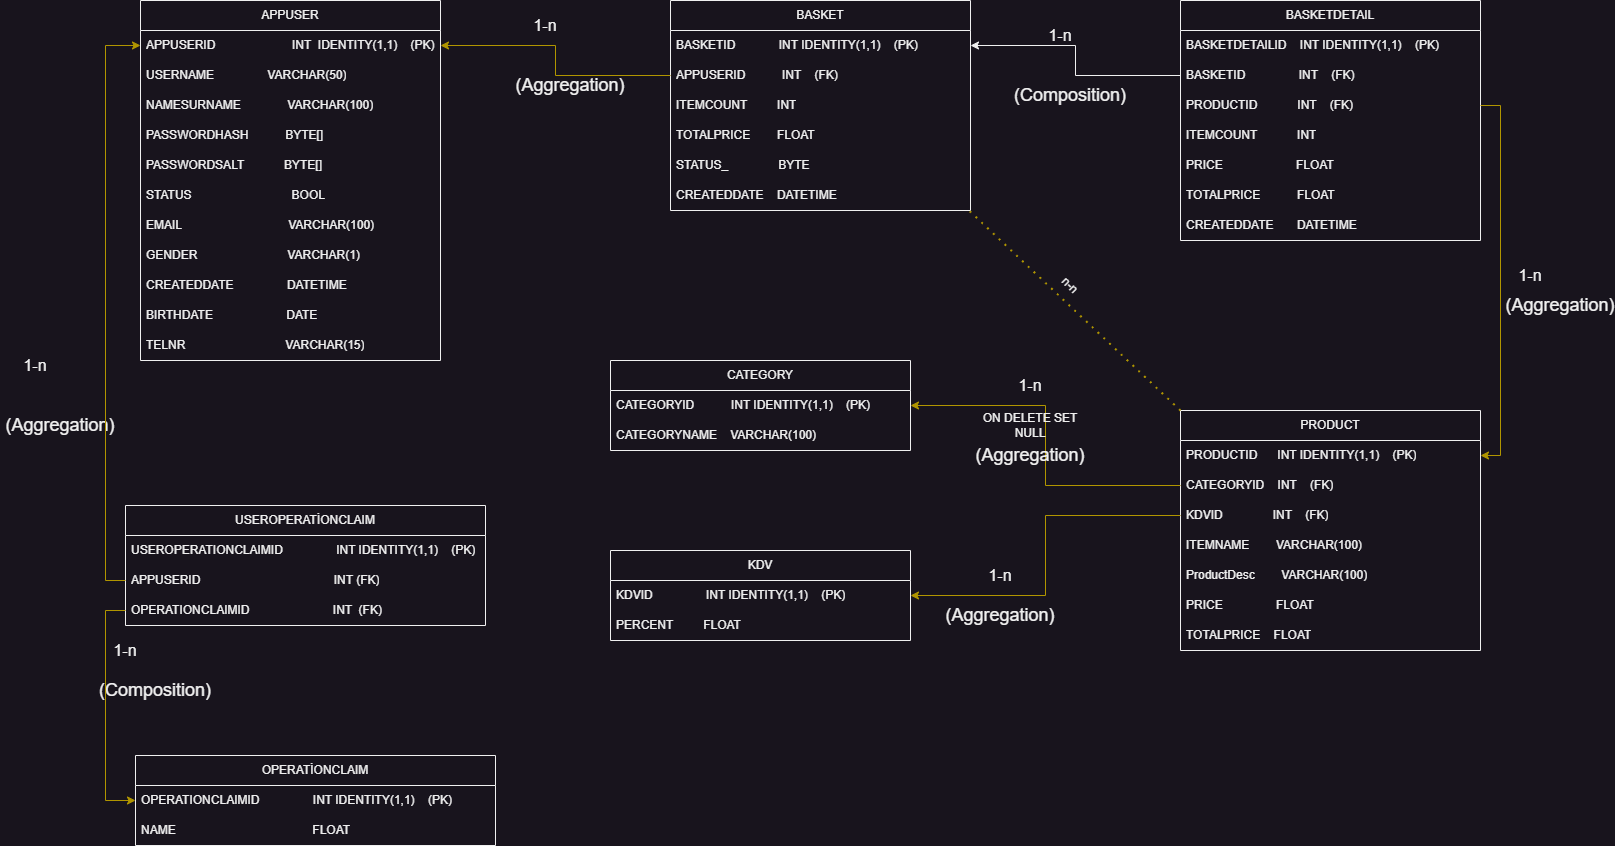 APPUSER
APPUSERID INT IDENTITY(1,1) (PK)
USERNAME VARCHAR(50)
NAMESURNAME VARCHAR(100)
PASSWORDHASH BYTE[]
PASSWORDSALT BYTE[]
STATUS BOOL
EMAIL VARCHAR(100)
GENDER VARCHAR(1)
CREATEDDATE DATETIME
BIRTHDATE DATE
TELNR VARCHAR(15)
1-n
(Aggregation)
BASKET
BASKETID INT IDENTITY(1,1) (PK)
APPUSERID INT (FK)
ITEMCOUNT INT
TOTALPRICE FLOAT
STATUS_ BYTE
CREATEDDATE DATETIME
1-n
(Composition)
BASKETDETAIL
BASKETDETAILID INT IDENTITY(1,1) (PK)
BASKETID INT (FK)
PRODUCTID INT (FK)
ITEMCOUNT INT
PRICE FLOAT
TOTALPRICE FLOAT
CREATEDDATE DATETIME
1-n
(Aggregation)
n-n
1-n
(Aggregation)
CATEGORY
CATEGORYID INT IDENTITY(1,1) (PK)
CATEGORYNAME VARCHAR(100)
1-n
ON DELETE SET
NULL
(Aggregation)
PRODUCT
PRODUCTID INT IDENTITY(1,1) (PK)
CATEGORYID INT (FK)
KDVID INT (FK)
ITEMNAME VARCHAR(100)
ProductDesc VARCHAR(100)
PRICE FLOAT
TOTALPRICE FLOAT
USEROPERATİONCLAIM
USEROPERATIONCLAIMID INT IDENTITY(1,1) (PK)
APPUSERID INT (FK)
OPERATIONCLAIMID INT (FK)
KDV
KDVID INT IDENTITY(1,1) (PK)
PERCENT FLOAT
1-n
(Aggregation)
1-n
(Composition)
OPERATİONCLAIM
OPERATIONCLAIMID INT IDENTITY(1,1) (PK)
NAME FLOAT